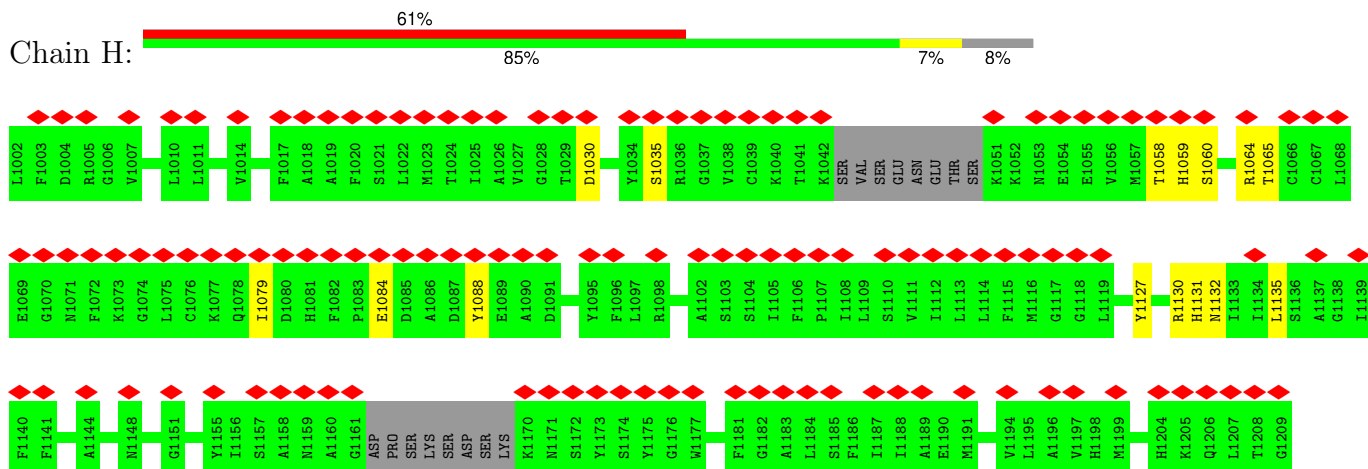 61%
Chain H:
85% 7% 8%
L1002 F1003 D1004 R1005 G1006 V1007 L1010 L1011 V1014 F1017 A1018 A1019 F1020 S1021 L1022 M1023 T1024 I1025 A1026 V1027 G1028 T1029 D1030 Y1034 S1035 R1036 G1037 V1038 C1039 K1040 T1041 K1042 SER VAL SER GLU ASN GLU THR SER K1051 K1052 N1053 E1054 E1055 V1056 M1057 T1058 H1059 S1060 R1064 T1065 C1066 C1067 L1068
E1069 G1070 N1071 F1072 K1073 G1074 L1075 C1076 K1077 Q1078 I1079 D1080 H1081 F1082 P1083 E1084 D1085 A1086 D1087 Y1088 E1089 A1090 D1091 Y1095 F1096 L1097 R1098 A1102 S1103 S1104 I1105 F1106 P1107 I1108 L1109 S1110 V1111 I1112 L1113 L1114 F1115 M1116 G1117 G1118 L1119 Y1127 R1130 H1131 N1132 I1133 I1134 L1135 S1136 A1137 G1138 I1139
F1140 F1141 A1144 N1148 G1151 Y1155 I1156 S1157 A1158 N1159 A1160 G1161 ASP PRO SER LYS SER ASP SER LYS K1170 N1171 S1172 Y1173 S1174 Y1175 G1176 W1177 F1181 G1182 A1183 L1184 S1185 F1186 I1187 I1188 A1189 E1190 M1191 V1194 L1195 A1196 V1197 H1198 M1199 H1204 K1205 Q1206 L1207 T1208 G1209